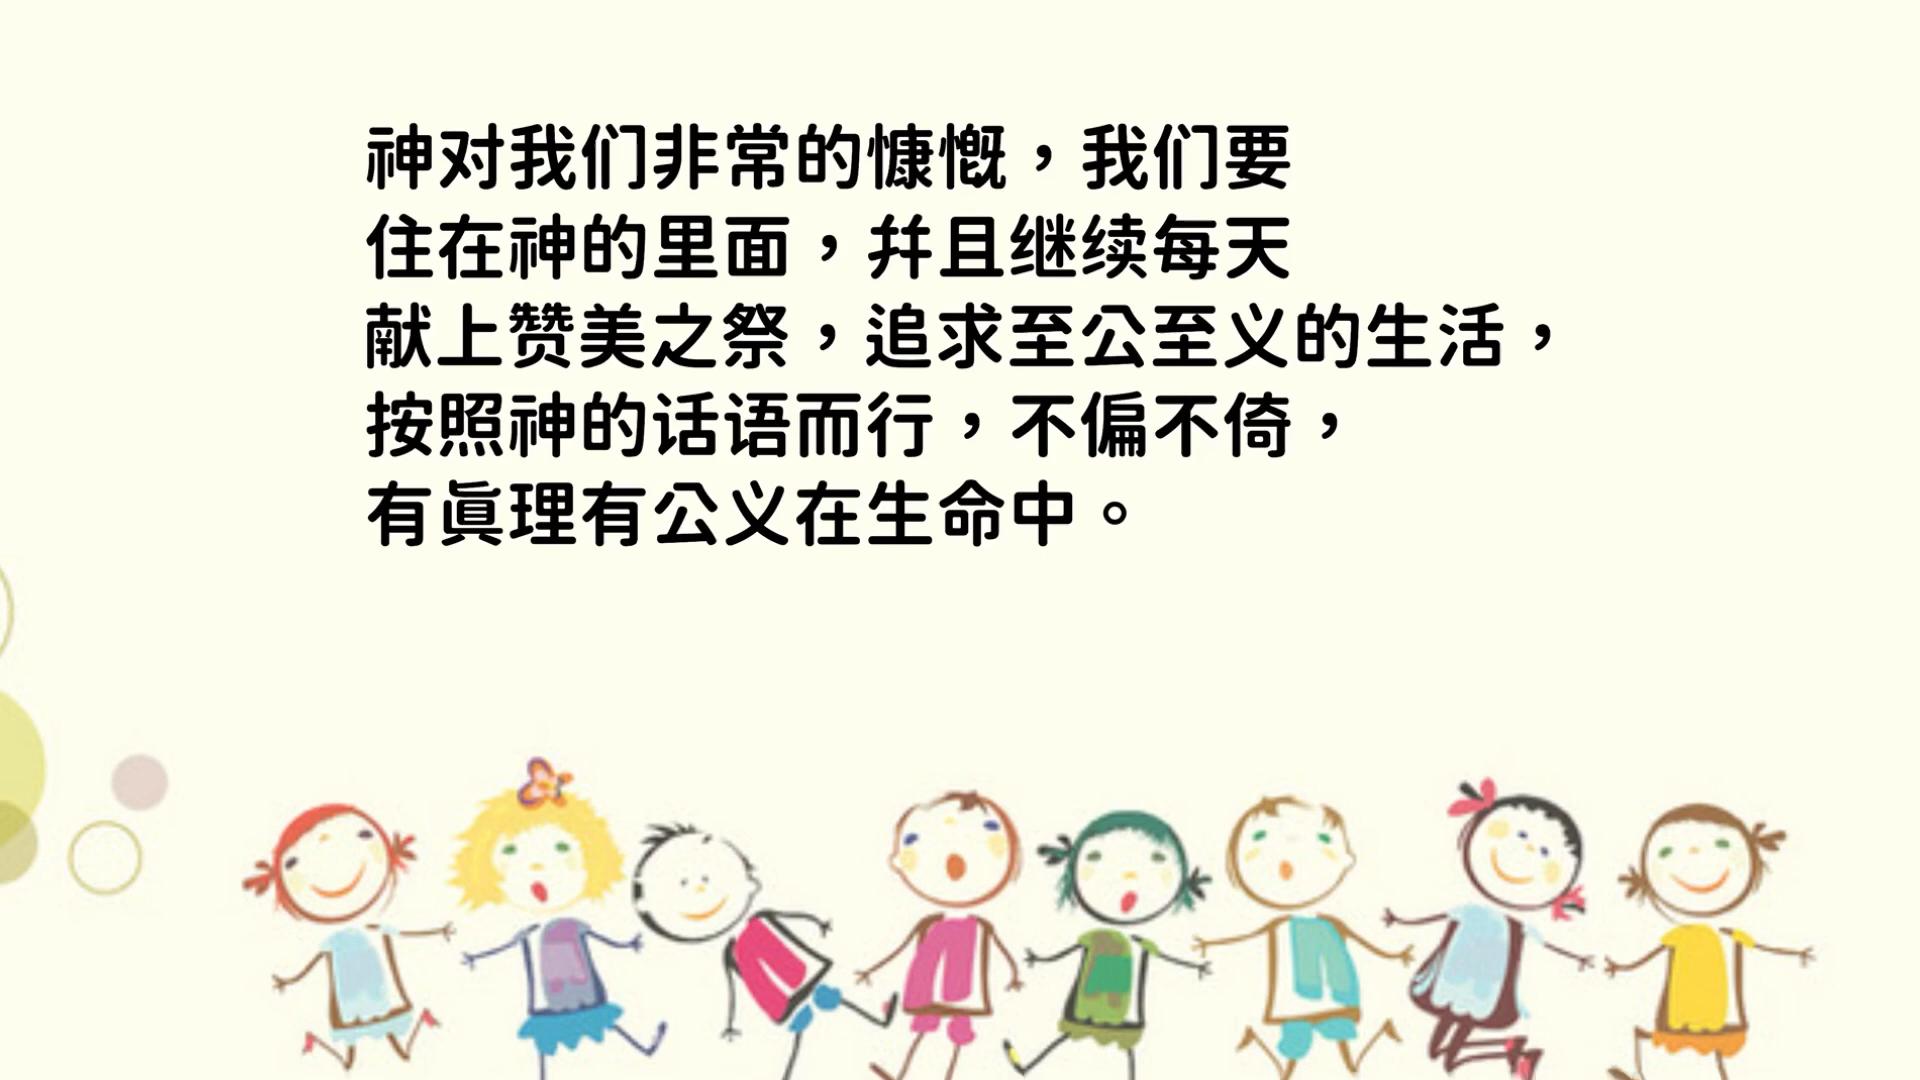 神对我们非常的慷慨，我们要
住在神的里面，幷且继续每天
献上赞美之祭，追求至公至义的生活，
按照神的话语而行，不偏不倚，
有眞理有公义在生命中。